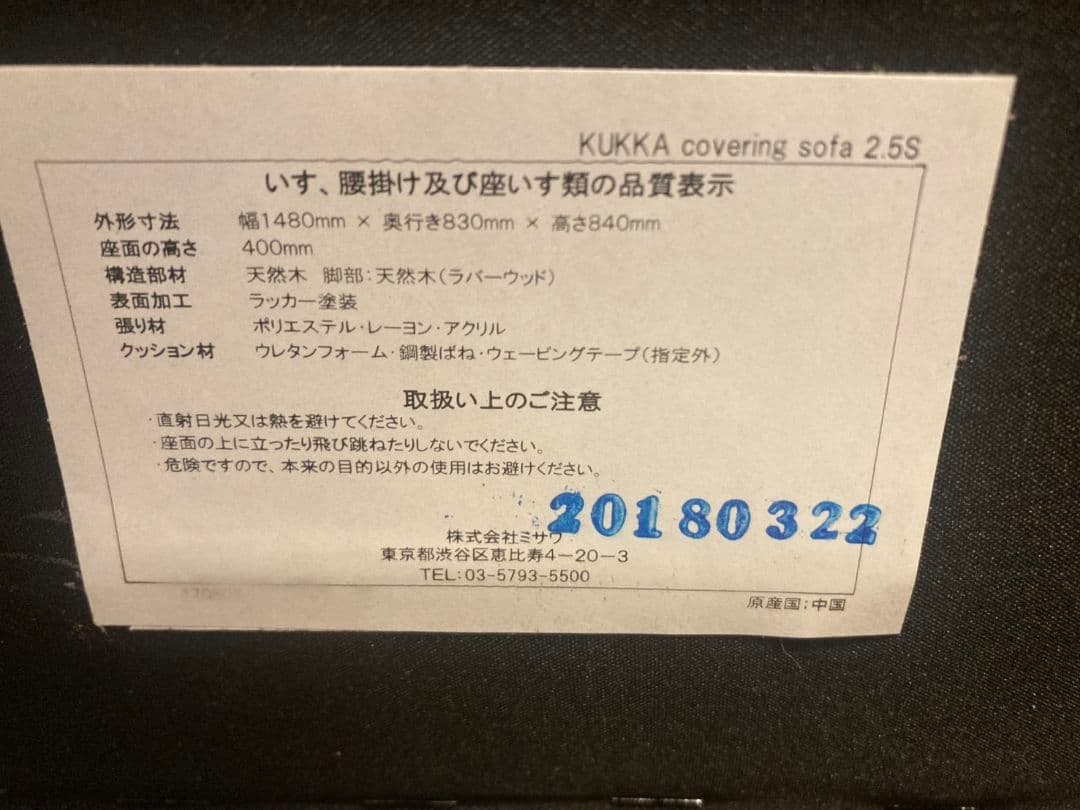 KUKKA covering sofa 2.5S
いす、腰掛け及び座いす類の品質表示
外形寸法 幅1480mm × 奥行き830mm × 高さ840mm
座面の高さ 400mm
構造部材 天然木 脚部:天然木(ラバーウッド)
表面加工 ラッカー塗装
張り材 ポリエステル・レーヨン・アクリル
クッション材 ウレタンフォーム・鋼製ばね・ウェービングテープ(指定外)
取扱い上のご注意
・直射日光又は熱を避けてください。
・座面の上に立ったり飛び跳ねたりしないでください。
・危険ですので、本来の目的以外の使用はお避けください。
20180322
株式会社ミサワ
東京都渋谷区恵比寿4-20-3
TEL:03-5793-5500
原産国;中国